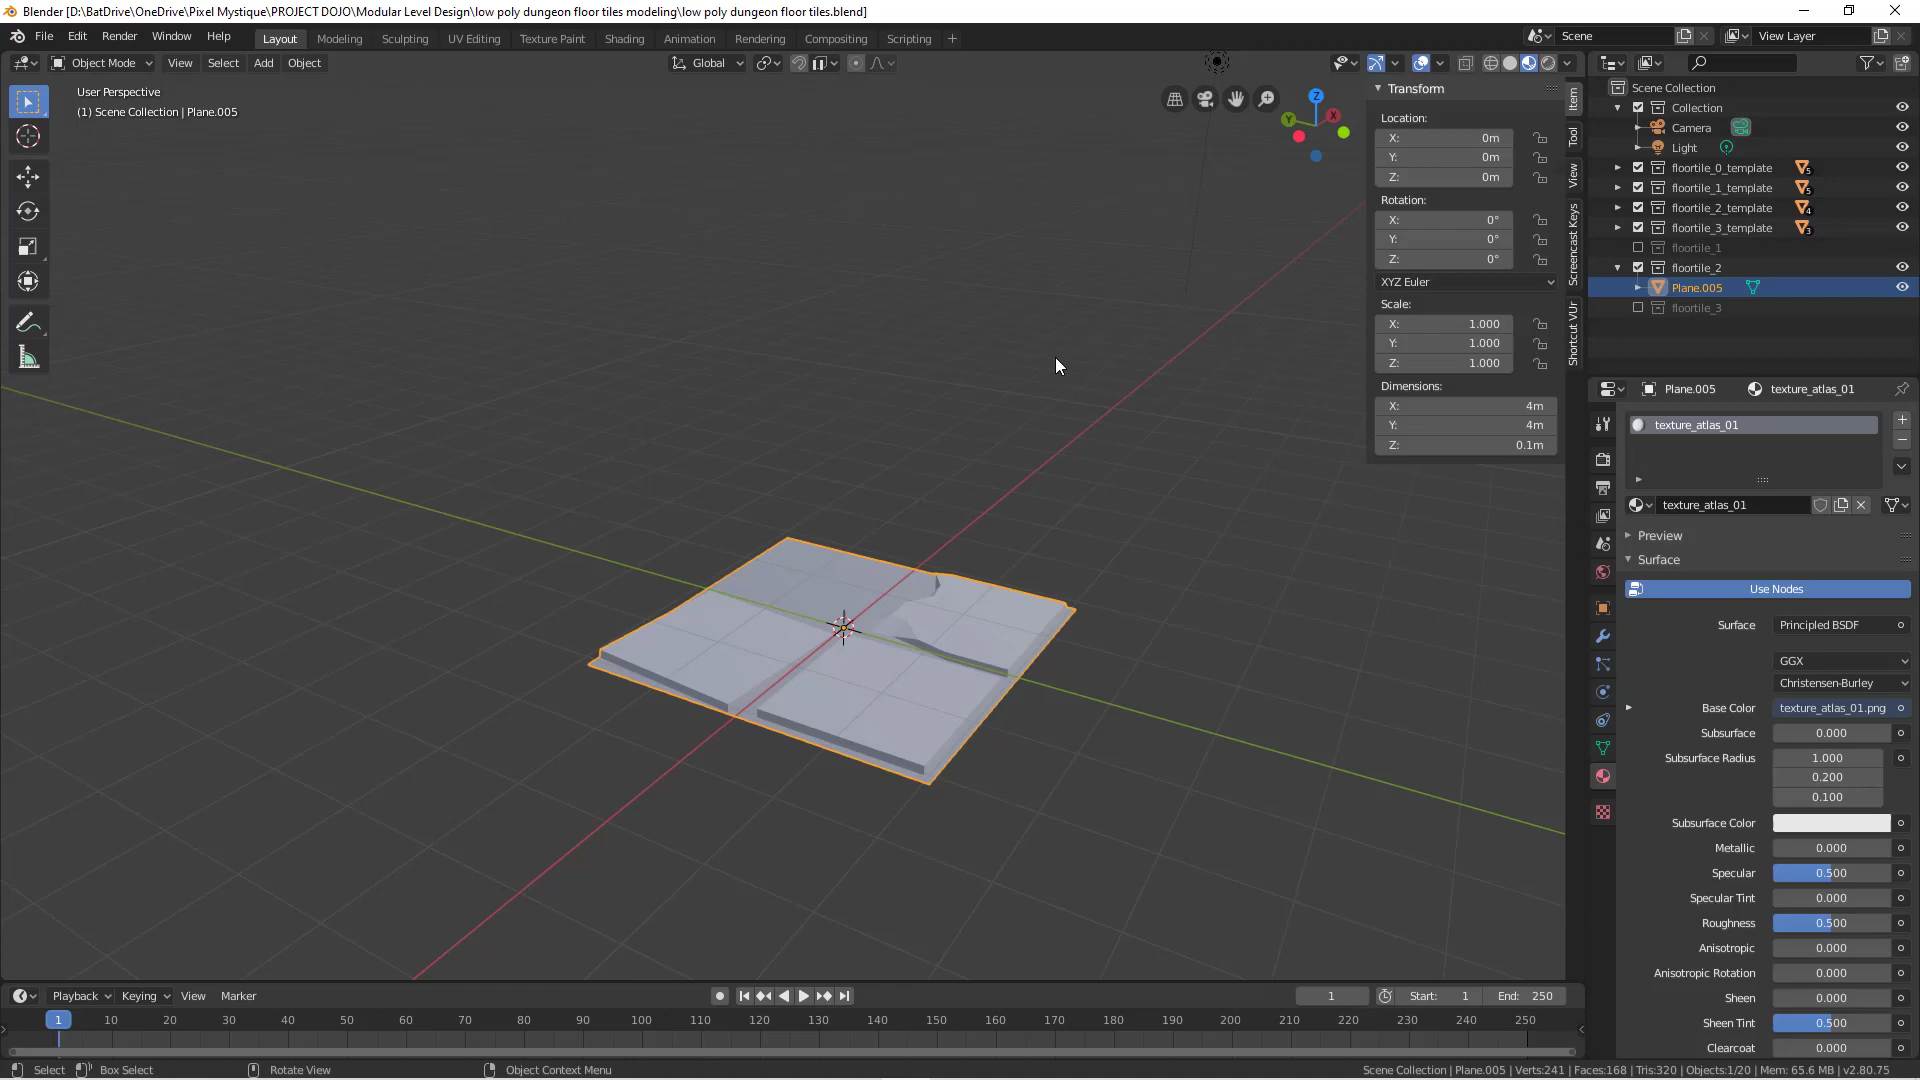 Blender [D:\BatDrive\OneDrive\Pixel Mystique\PROJECT DOJO\Modular Level Design\low poly dungeon floor tiles modeling\low poly dungeon floor tiles.blend]
File Edit Render Window Help Layout Modeling Sculpting UV Editing Texture Paint Shading Animation Rendering Compositing Scripting + Scene View Layer
Object Mode View Select Add Object Global
User Perspective
(1) Scene Collection | Plane.005
Z
X
Y
Transform
Location:
X: 0m
Y: 0m
Z: 0m
Rotation:
X: 0°
Y: 0°
Z: 0°
XYZ Euler
Scale:
X: 1.000
Y: 1.000
Z: 1.000
Dimensions:
X: 4m
Y: 4m
Z: 0.1m
Item
Tool
View
Screencast Keys
Shortcut VUr
Scene Collection
Collection
Camera
Light
floortile_0_template 5
floortile_1_template 5
floortile_2_template 4
floortile_3_template 3
floortile_1
floortile_2
Plane.005
floortile_3
Plane.005 texture_atlas_01
texture_atlas_01
texture_atlas_01
Preview
Surface
Use Nodes
Surface Principled BSDF
GGX
Christensen-Burley
Base Color texture_atlas_01.png
Subsurface 0.000
Subsurface Radius 1.000
0.200
0.100
Subsurface Color
Metallic 0.000
Specular 0.500
Specular Tint 0.000
Roughness 0.500
Anisotropic 0.000
Anisotropic Rotation 0.000
Sheen 0.000
Sheen Tint 0.500
Clearcoat 0.000
Playback Keying View Marker 1 Start: 1 End: 250
1 10 20 30 40 50 60 70 80 90 100 110 120 130 140 150 160 170 180 190 200 210 220 230 240 250
Select Box Select Rotate View Object Context Menu Scene Collection | Plane.005 | Verts:241 | Faces:168 | Tris:320 | Objects:1/20 | Mem: 65.6 MB | v2.80.75